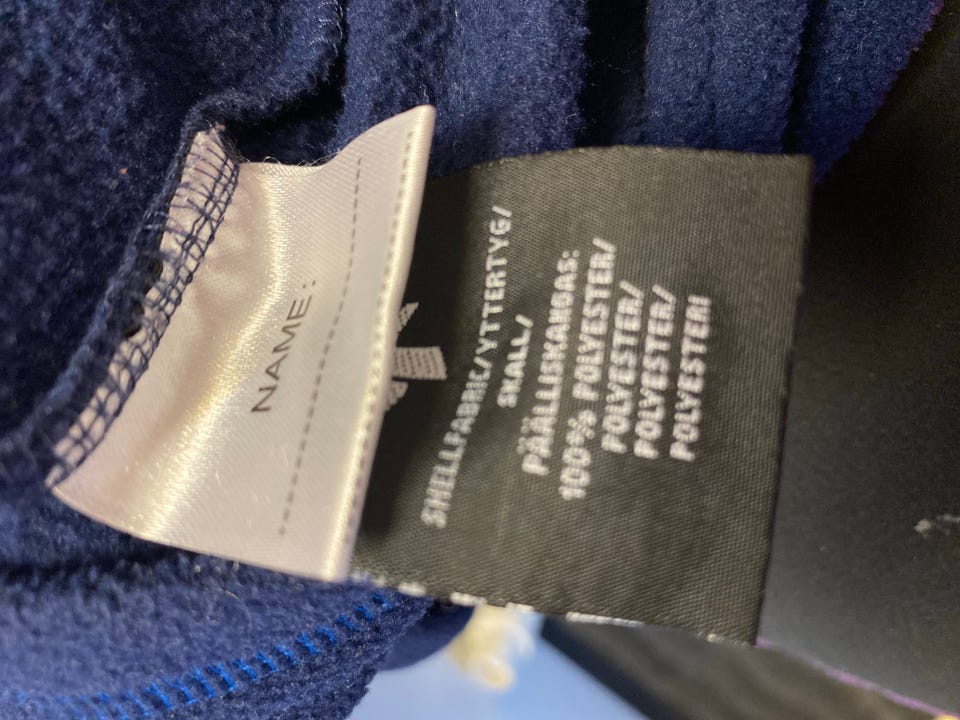 NAME:
SHELLFABRIC/YTTERTYG/
SKALL/
PÄÄLLISKANGAS:
100% POLYESTER/
POLYESTER/
POLYESTER/
POLYESTERI